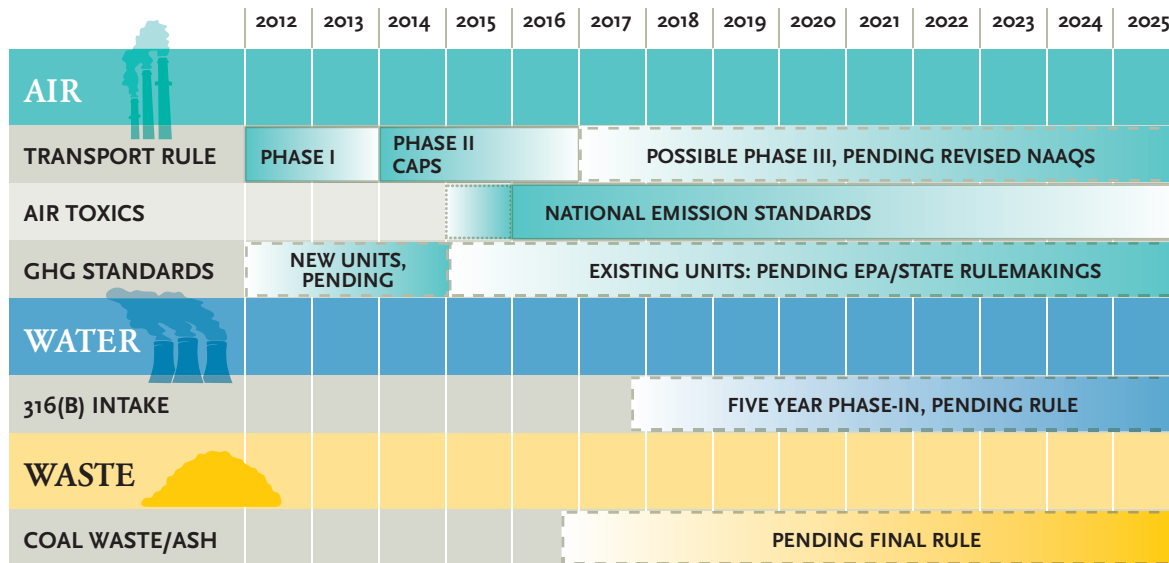 2012 2013 2014 2015 2016 2017 2018 2019 2020 2021 2022 2023 2024 2025
AIR
TRANSPORT RULE
PHASE I
PHASE II
CAPS
POSSIBLE PHASE III, PENDING REVISED NAAQS
AIR TOXICS
NATIONAL EMISSION STANDARDS
GHG STANDARDS
NEW UNITS,
PENDING
EXISTING UNITS: PENDING EPA/STATE RULEMAKINGS
WATER
316(B) INTAKE
FIVE YEAR PHASE-IN, PENDING RULE
WASTE
COAL WASTE/ASH
PENDING FINAL RULE